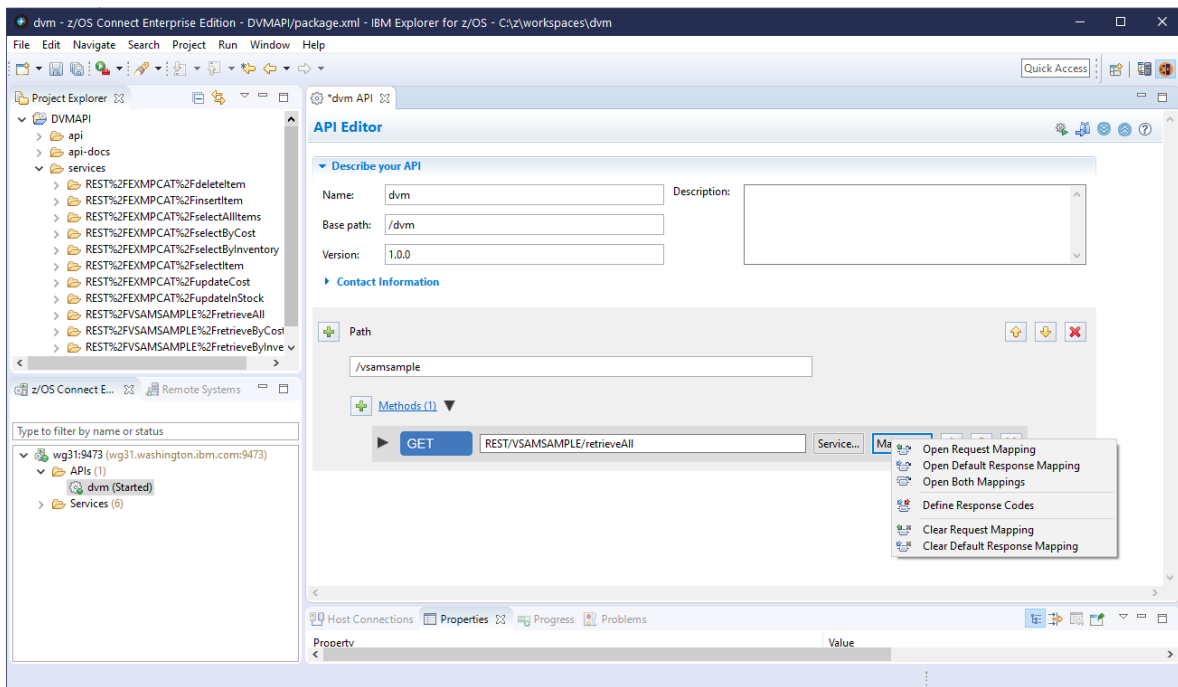 dvm - z/OS Connect Enterprise Edition - DVMAPI/package.xml - IBM Explorer for z/OS - C:\z\workspaces\dvm
File Edit Navigate Search Project Run Window Help
Quick Access
Project Explorer
DVMAPI
api
api-docs
services
REST%2FEXMPCAT%2FdeleteItem
REST%2FEXMPCAT%2FinsertItem
REST%2FEXMPCAT%2FselectAllItems
REST%2FEXMPCAT%2FselectByCost
REST%2FEXMPCAT%2FselectByInventory
REST%2FEXMPCAT%2FselectItem
REST%2FEXMPCAT%2FupdateCost
REST%2FEXMPCAT%2FupdateInStock
REST%2FVSAMSAMPLE%2FretrieveAll
REST%2FVSAMSAMPLE%2FretrieveByCost
REST%2FVSAMSAMPLE%2FretrieveByInve
z/OS Connect E... Remote Systems
Type to filter by name or status
wg31:9473 (wg31.washington.ibm.com:9473)
APIs (1)
dvm (Started)
Services (6)
*dvm API
API Editor
Describe your API
Name: dvm Description:
Base path: /dvm
Version: 1.0.0
Contact Information
Path
/vsamsample
Methods (1)
GET REST/VSAMSAMPLE/retrieveAll Service... Ma
Open Request Mapping
Open Default Response Mapping
Open Both Mappings
Define Response Codes
Clear Request Mapping
Clear Default Response Mapping
Host Connections Properties Progress Problems
Property Value